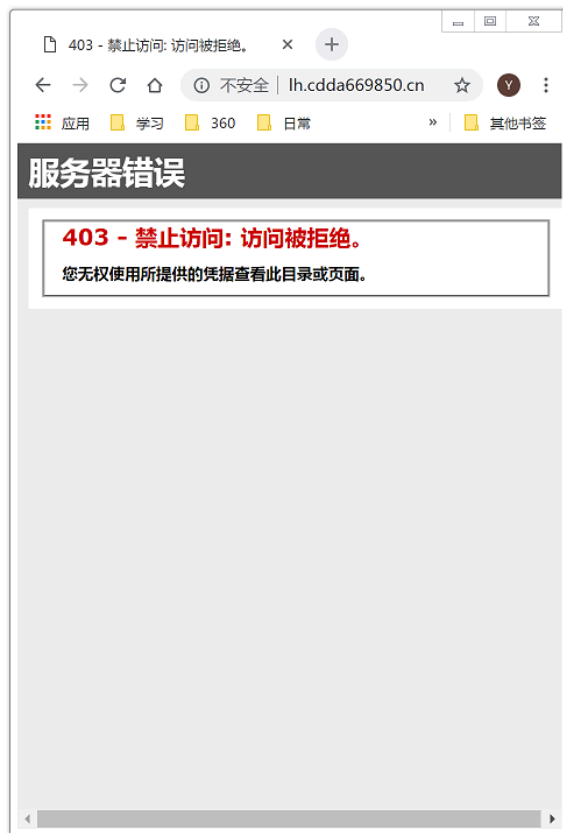 403 - 禁止访问: 访问被拒绝。
不安全 lh.cdda669850.cn Y
应用 学习 360 日常 » 其他书签
服务器错误
403 - 禁止访问: 访问被拒绝。
您无权使用所提供的凭据查看此目录或页面。